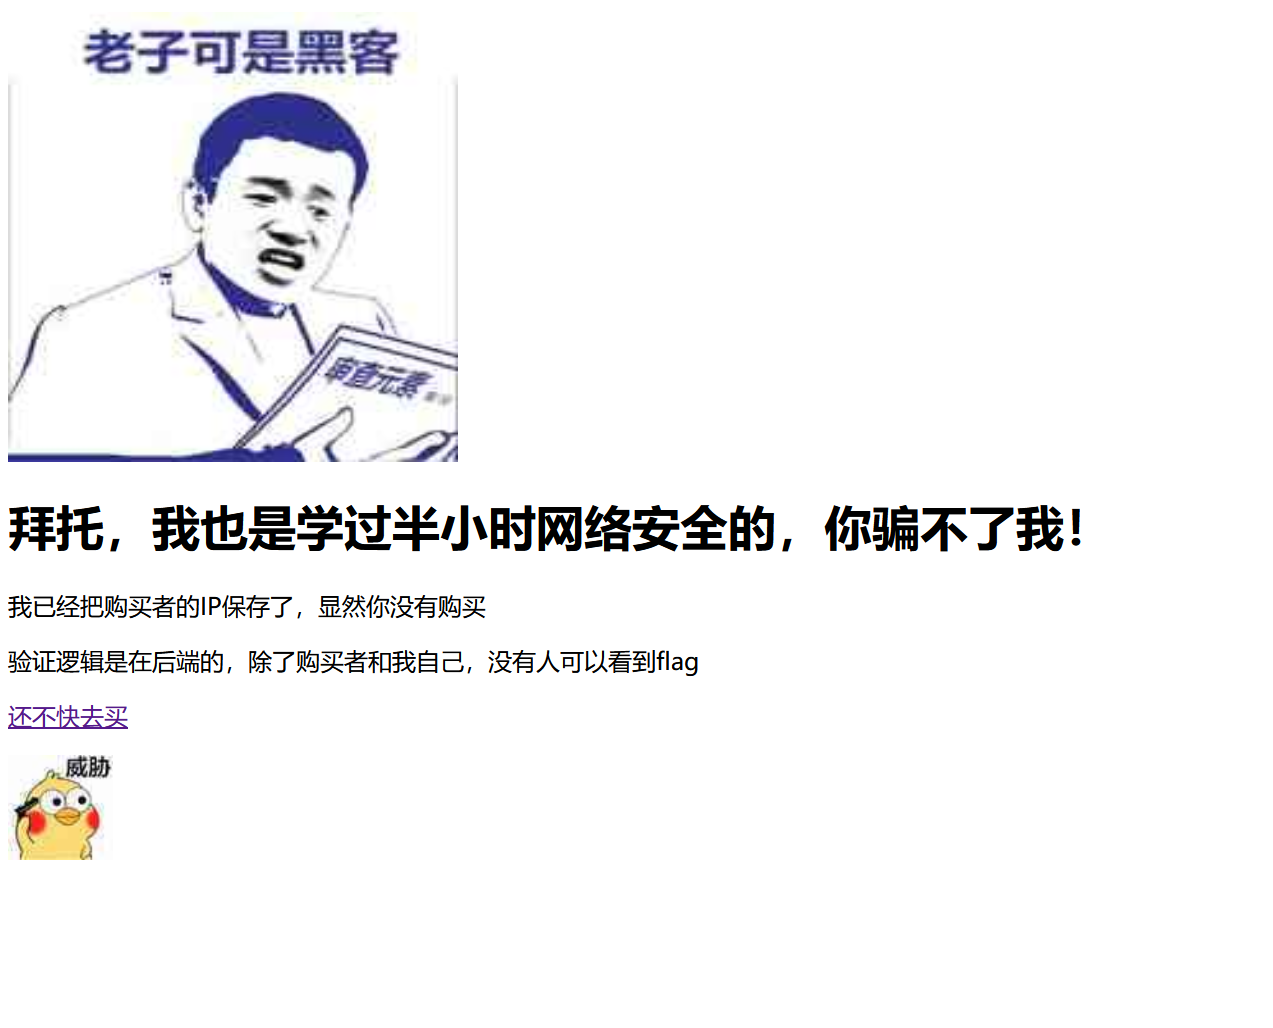 老子可是黑客
审查元素
拜托，我也是学过半小时网络安全的，你骗不了我！
我已经把购买者的IP保存了，显然你没有购买
验证逻辑是在后端的，除了购买者和我自己，没有人可以看到flag
还不快去买
威胁